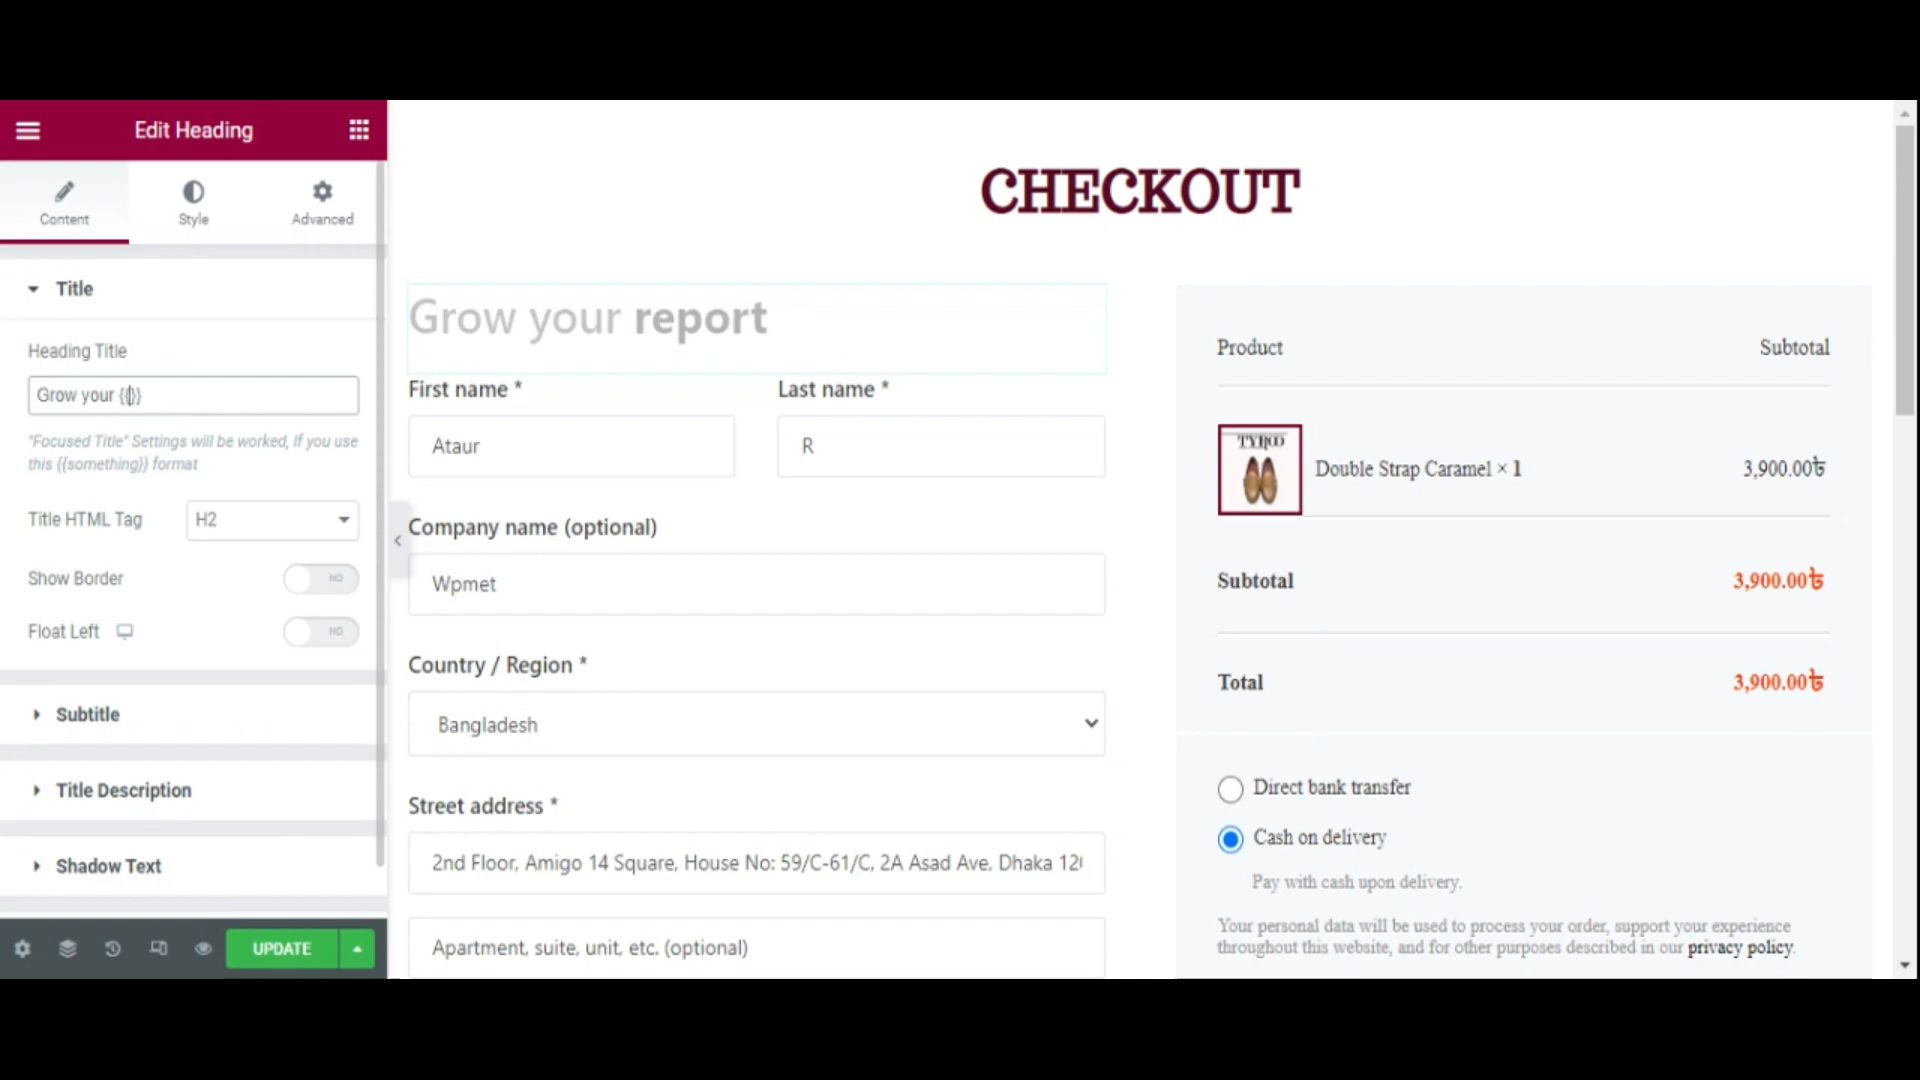 Edit Heading
Content
Style
Advanced
Title
Heading Title
Grow your {{}}
"Focused Title" Settings will be worked, If you use
this {{something}} format
Title HTML Tag
H2
Show Border
NO
Float Left
NO
Subtitle
Title Description
Shadow Text
UPDATE
CHECKOUT
Grow your report
First name *
Last name *
Ataur
R
Company name (optional)
Wpmet
Country / Region *
Bangladesh
Street address *
2nd Floor, Amigo 14 Square, House No: 59/C-61/C, 2A Asad Ave, Dhaka 120
Apartment, suite, unit, etc. (optional)
Product
Subtotal
TYROO
Double Strap Caramel × 1
3,900.00৳
Subtotal
3,900.00৳
Total
3,900.00৳
Direct bank transfer
Cash on delivery
Pay with cash upon delivery.
Your personal data will be used to process your order, support your experience
throughout this website, and for other purposes described in our privacy policy.